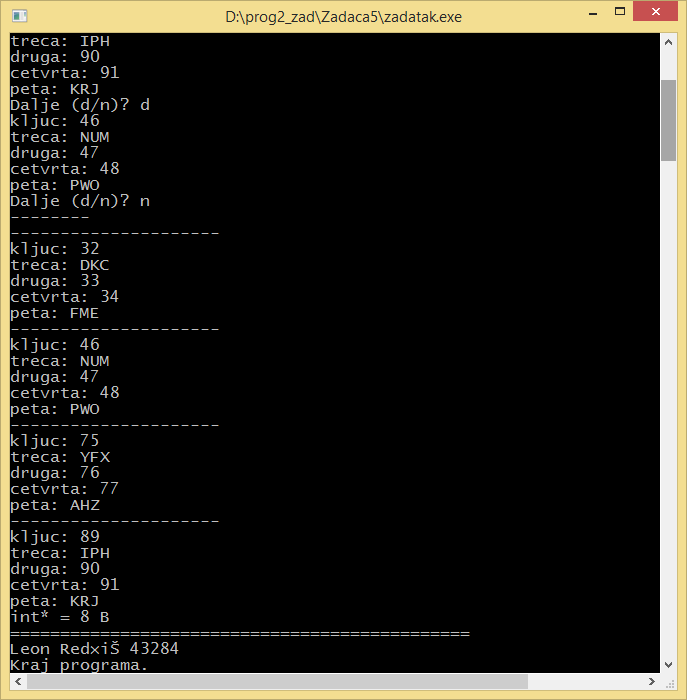 D:\prog2_zad\Zadaca5\zadatak.exe
treca: IPH
druga: 90
cetvrta: 91
peta: KRJ
Dalje (d/n)? d
kljuc: 46
treca: NUM
druga: 47
cetvrta: 48
peta: PWO
Dalje (d/n)? n
--------
---------------------
kljuc: 32
treca: DKC
druga: 33
cetvrta: 34
peta: FME
---------------------
kljuc: 46
treca: NUM
druga: 47
cetvrta: 48
peta: PWO
---------------------
kljuc: 75
treca: YFX
druga: 76
cetvrta: 77
peta: AHZ
---------------------
kljuc: 89
treca: IPH
druga: 90
cetvrta: 91
peta: KRJ
int* = 8 B
==============================================
Leon Red×iŠ 43284
Kraj programa.